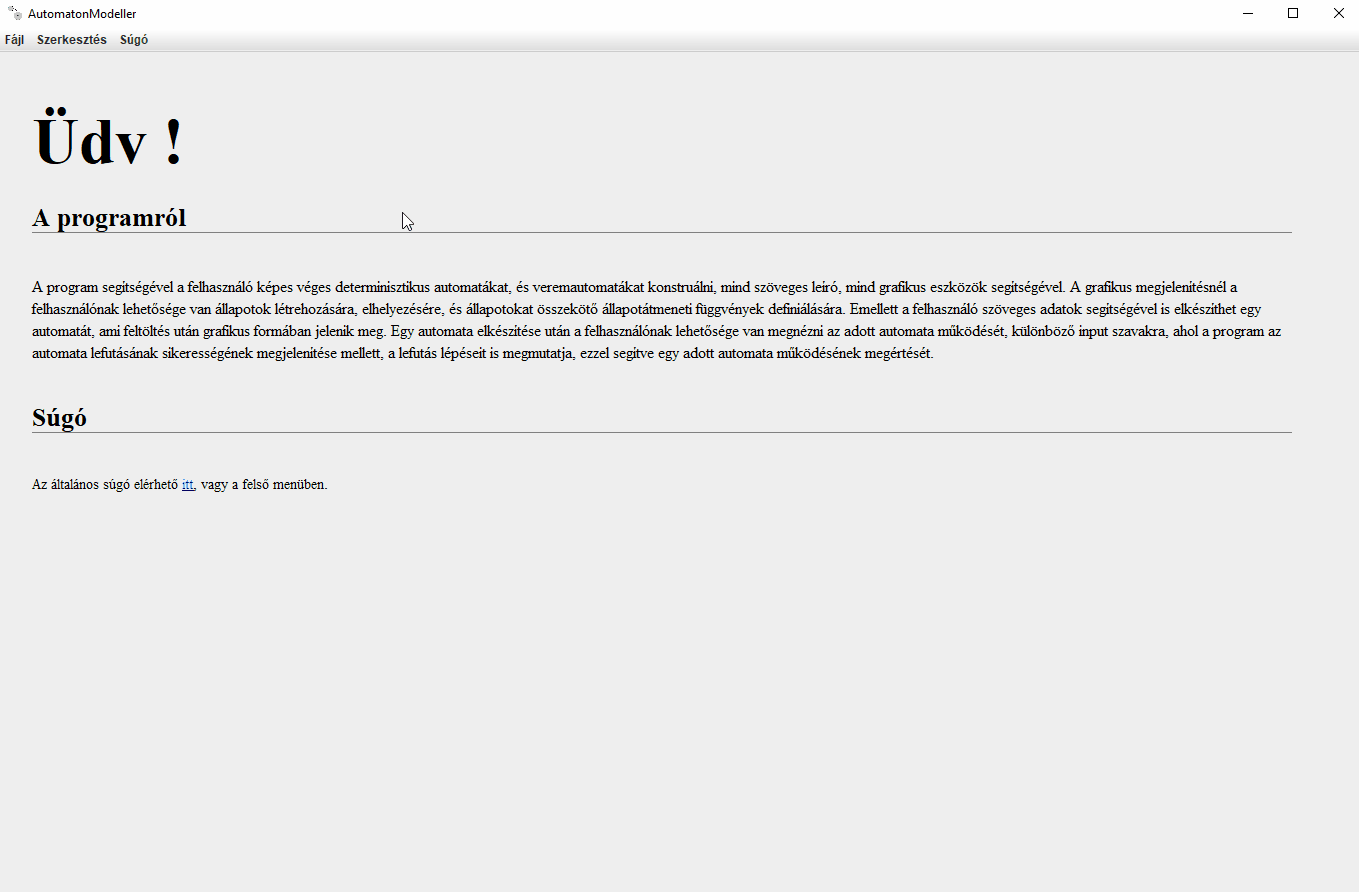 AutomatonModeller
Fájl Szerkesztés Súgó
Üdv !
A programról
A program segitségével a felhasználó képes véges determinisztikus automatákat, és veremautomatákat konstruálni, mind szöveges leiró, mind grafikus eszközök segitségével. A grafikus megjelenitésnél a
felhasználónak lehetősége van állapotok létrehozására, elhelyezésére, és állapotokat összekötő állapotátmeneti függvények definiálására. Emellett a felhasználó szöveges adatok segitségével is elkészithet egy
automatát, ami feltöltés után grafikus formában jelenik meg. Egy automata elkészitése után a felhasználónak lehetősége van megnézni az adott automata működését, különböző input szavakra, ahol a program az
automata lefutásának sikerességének megjelenitése mellett, a lefutás lépéseit is megmutatja, ezzel segitve egy adott automata működésének megértését.
Súgó
Az általános súgó elérhető itt, vagy a felső menüben.